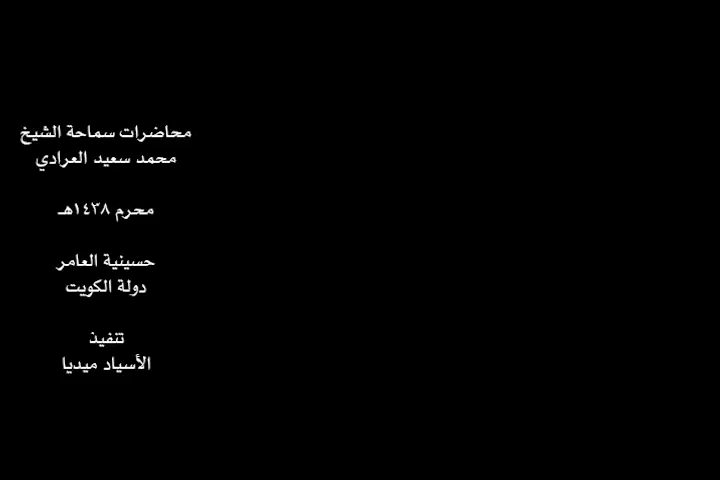 محاضرات سماحة الشيخ
محمد سعيد العرادي
محرم ١٤٣٨هـ
حسينية العامر
دولة الكويت
تنفيذ
الأسياد ميديا